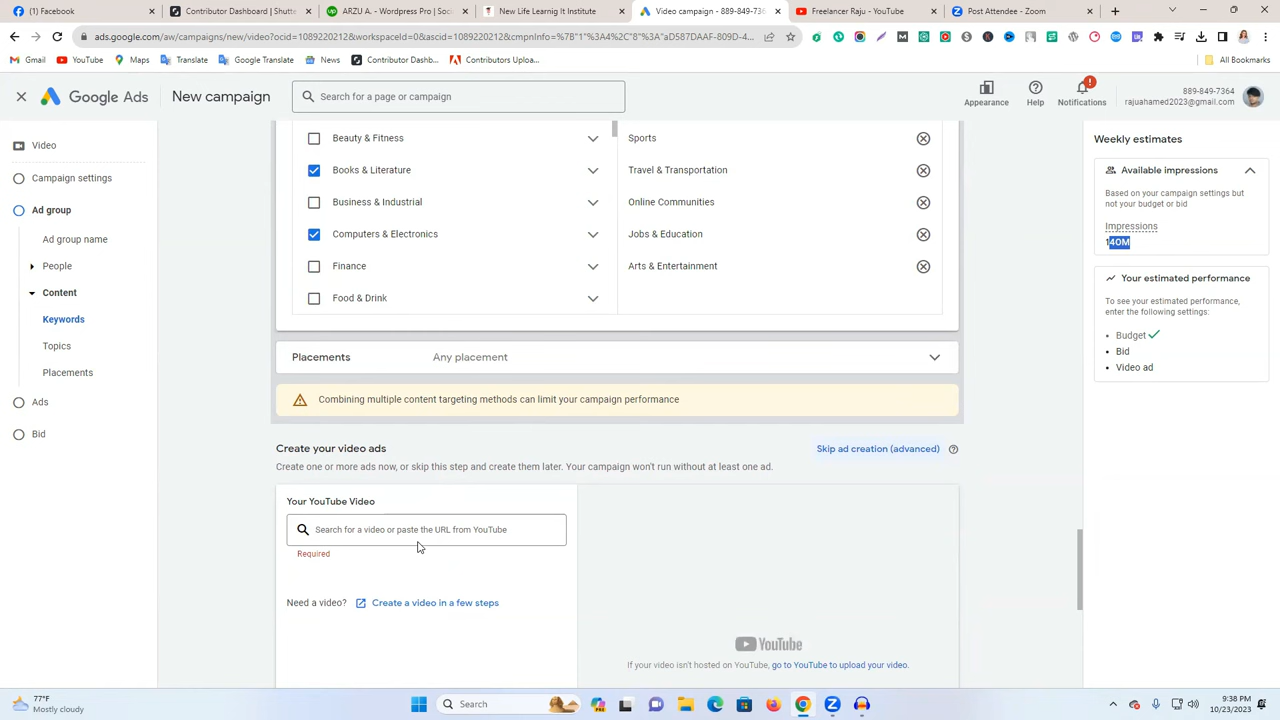 Facebook
Contributor Dashboard | Shutte
ARZU A. - Wordpress Pro | Soci
New Life Learnig It Institute
Video campaign - 889-849-736
Freelancer Raju - YouTube
Post Attendee - Zoom
ads.google.com/aw/campaigns/new/video?ocid=1089220212&workspaceId=0&ascid=1089220212&cmpnInfo=%7B"1"%3A4%2C"8"%3A"aD587DAAF-809D-4...
Gmail
YouTube
Maps
Translate
Google Translate
News
Contributor Dashb...
Contributors Uploa...
All Bookmarks
Google Ads
New campaign
Search for a page or campaign
Appearance
Help
Notifications
889-849-7364
rajuahamed2023@gmail.com
Video
Campaign settings
Ad group
Ad group name
People
Content
Keywords
Topics
Placements
Ads
Bid
Beauty & Fitness
Books & Literature
Business & Industrial
Computers & Electronics
Finance
Food & Drink
Sports
Travel & Transportation
Online Communities
Jobs & Education
Arts & Entertainment
Placements
Any placement
Combining multiple content targeting methods can limit your campaign performance
Create your video ads
Skip ad creation (advanced)
Create one or more ads now, or skip this step and create them later. Your campaign won't run without at least one ad.
Your YouTube Video
Search for a video or paste the URL from YouTube
Required
Need a video?
Create a video in a few steps
YouTube
If your video isn't hosted on YouTube, go to YouTube to upload your video.
Weekly estimates
Available impressions
Based on your campaign settings but
not your budget or bid
Impressions
140M
Your estimated performance
To see your estimated performance,
enter the following settings:
Budget
Bid
Video ad
77°F
Mostly cloudy
Search
9:38 PM
10/23/2023